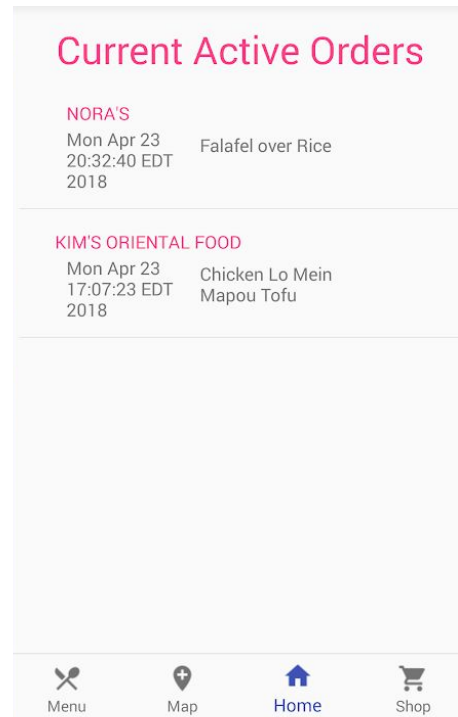 Current Active Orders
NORA'S
Mon Apr 23
20:32:40 EDT
2018
Falafel over Rice
KIM'S ORIENTAL FOOD
Mon Apr 23
17:07:23 EDT
2018
Chicken Lo Mein
Mapou Tofu
Menu
Map
Home
Shop